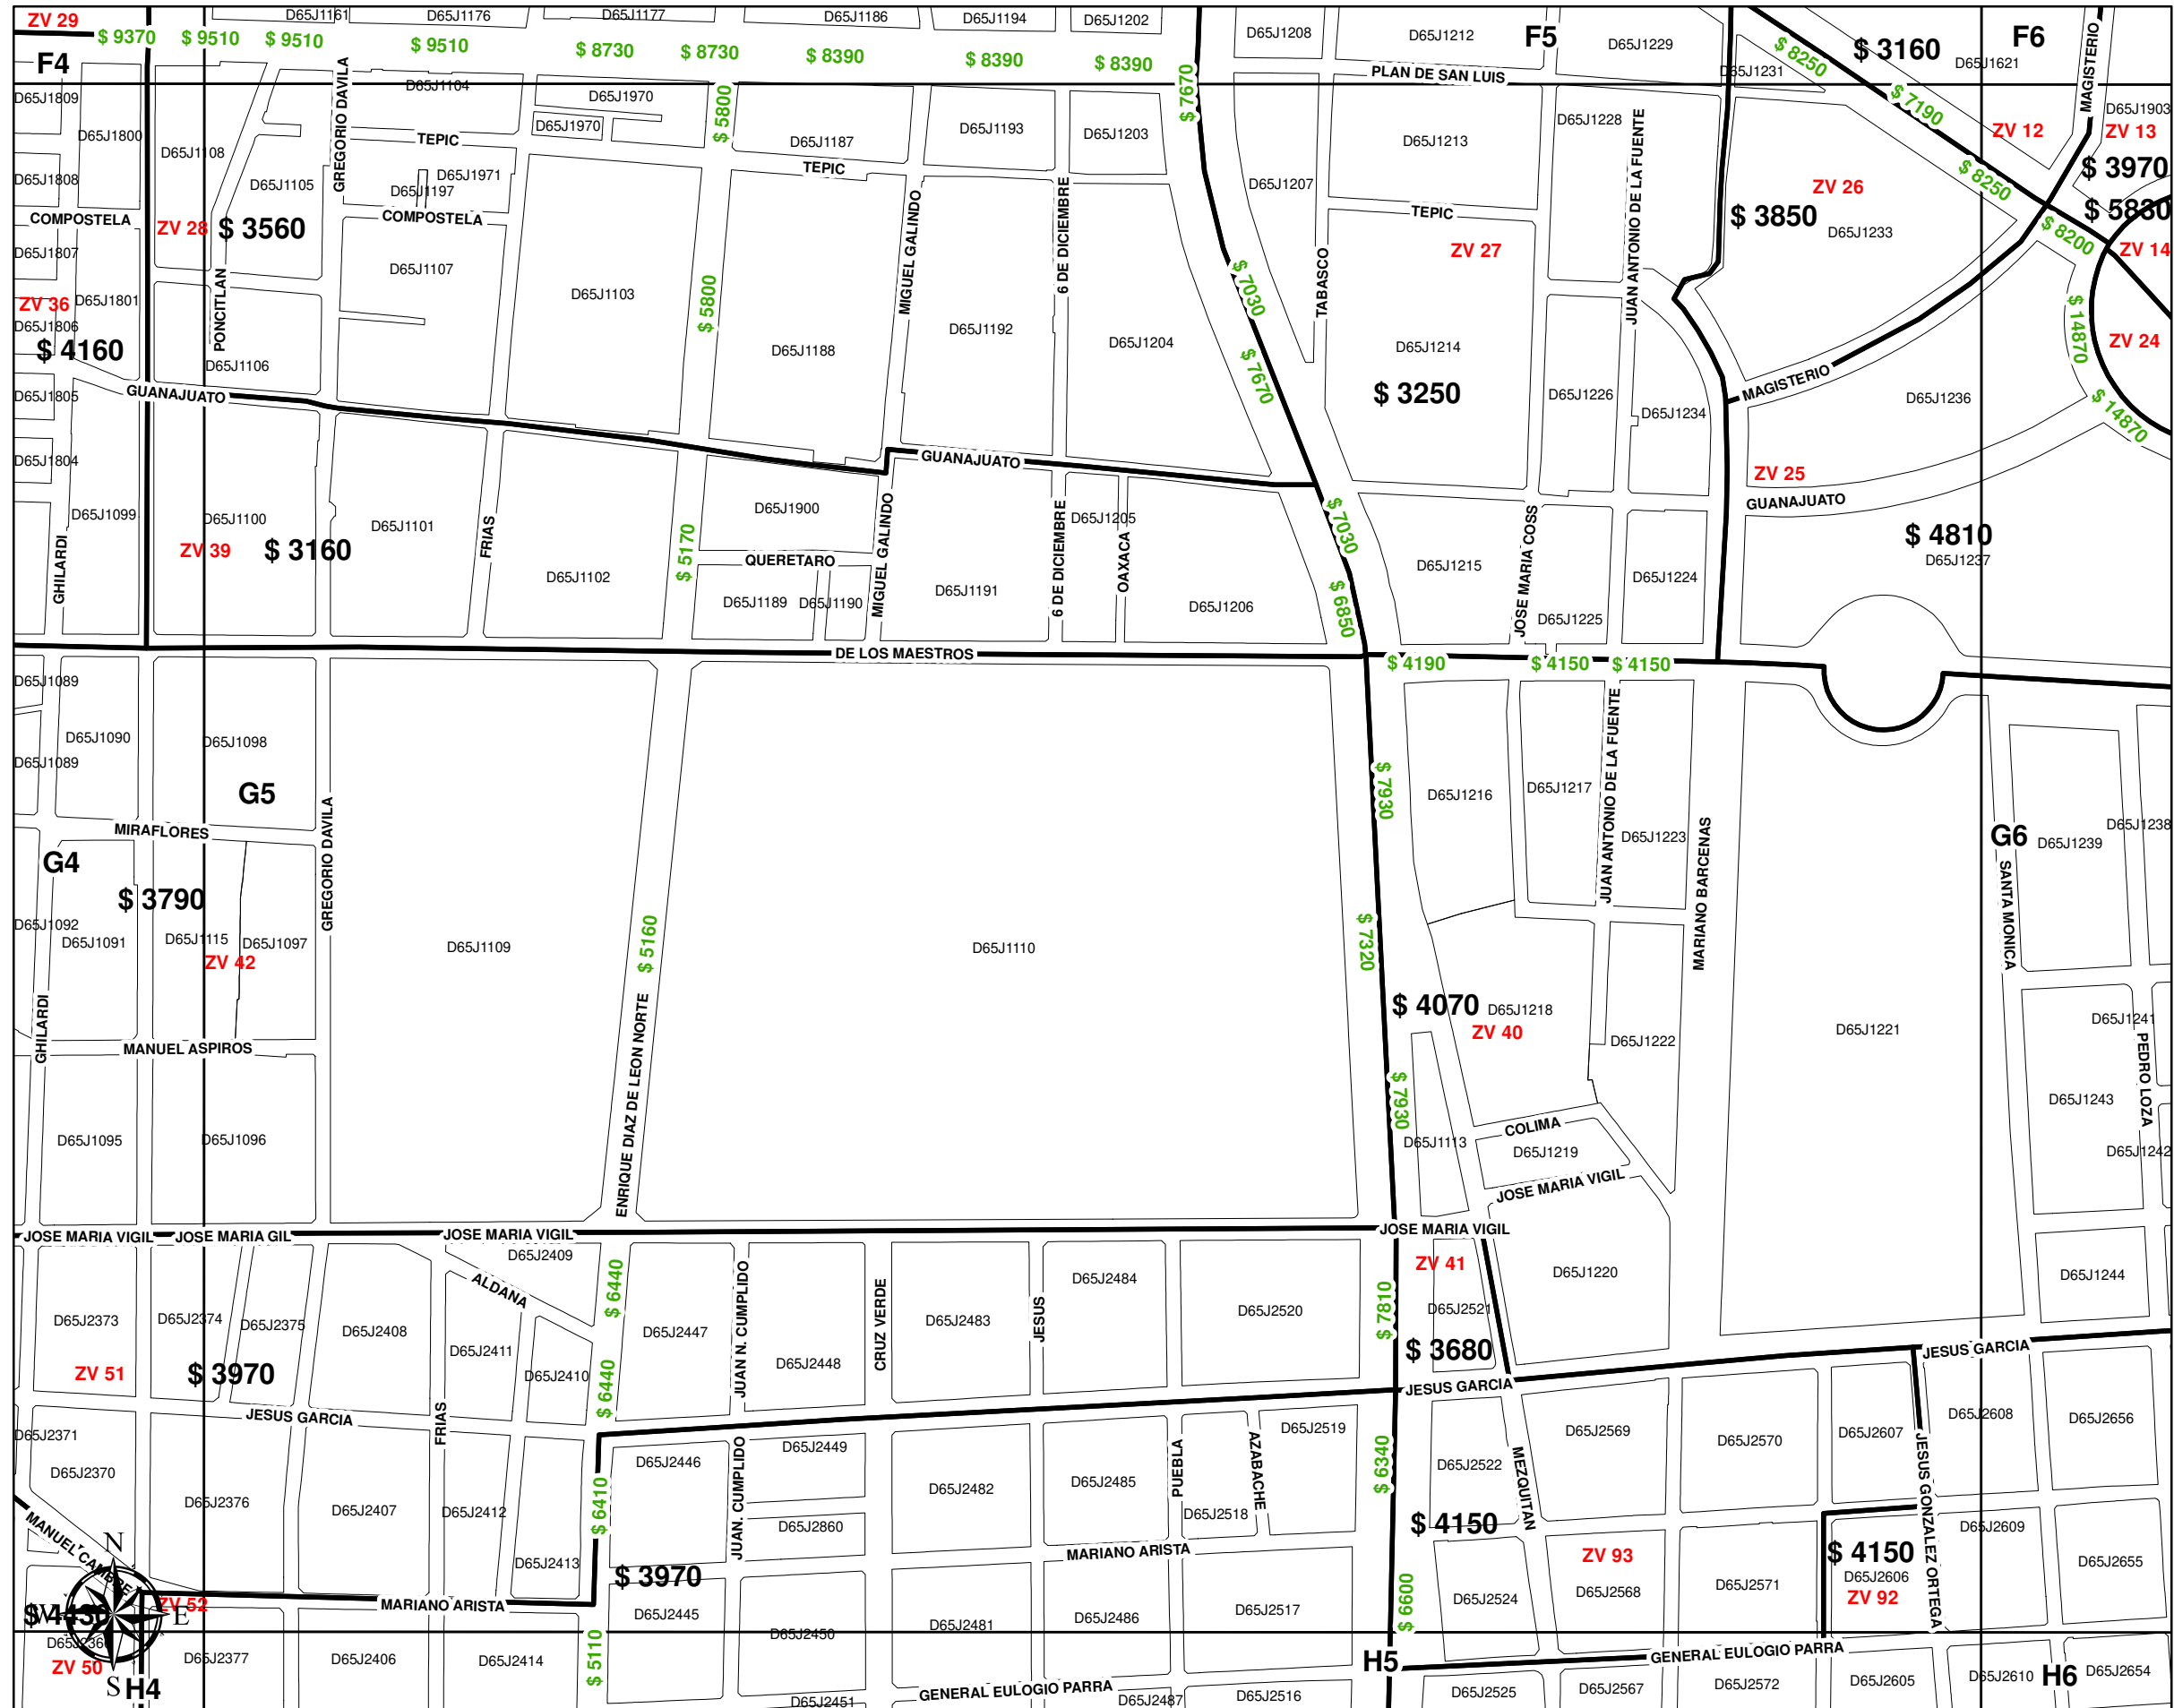 ZV 29
D65J1161
D65J1176
D65J1177
D65J1186
D65J1194
D65J1202
D65J1208
D65J1212
F5
D65J1229
$ 3160
F6
MAGISTERIO
F4
$ 9370
$ 9510
$ 9510
$ 9510
$ 8730
$ 8730
$ 8390
$ 8390
$ 8390
$ 7670
PLAN DE SAN LUIS
D65J1231
$ 8250
D65J1621
$ 7190
D65J1809
D65J1800
D65J1108
GREGORIO DAVILA
D65J1104
TEPIC
D65J1970
D65J1970
$ 5800
D65J1187
TEPIC
D65J1193
D65J1203
D65J1207
D65J1213
D65J1228
JUAN ANTONIO DE LA FUENTE
ZV 26
ZV 12
D65J1903
ZV 13
$ 3970
D65J1808
COMPOSTELA
ZV 28
$ 3560
D65J1105
D65J1197
D65J1971
COMPOSTELA
MIGUEL GALINDO
6 DE DICIEMBRE
TEPIC
ZV 27
$ 3850
D65J1233
$ 8250
$ 5830
$ 8200
ZV 14
D65J1807
D65J1801
ZV 36
D65J1806
$ 4160
PONCITLAN
D65J1107
D65J1103
$ 5800
D65J1188
D65J1192
D65J1204
$ 7030
$ 7670
TABASCO
D65J1214
$ 3250
D65J1226
D65J1234
MAGISTERIO
D65J1236
$ 14870
ZV 24
$ 14870
D65J1106
D65J1805
GUANAJUATO
GUANAJUATO
ZV 25
GUANAJUATO
D65J1804
D65J1099
GHILARDI
D65J1100
ZV 39
$ 3160
D65J1101
FRIAS
D65J1102
$ 5170
D65J1900
QUERETARO
D65J1189
D65J1190
MIGUEL GALINDO
D65J1191
6 DE DICIEMBRE
D65J1205
OAXACA
D65J1206
$ 7030
$ 6850
D65J1215
JOSE MARIA COSS
D65J1225
D65J1224
$ 4810
D65J1237
DE LOS MAESTROS
$ 4190
$ 4150
$ 4150
D65J1089
D65J1090
D65J1089
D65J1098
G5
MIRAFLORES
G4
$ 3790
GREGORIO DAVILA
D65J1092
D65J1091
D65J1115
D65J1097
ZV 42
GHILARDI
MANUEL ASPIROS
D65J1109
$ 5160
ENRIQUE DIAZ DE LEON NORTE
D65J1110
$ 7930
$ 7320
$ 7930
D65J1216
D65J1217
JUAN ANTONIO DE LA FUENTE
D65J1223
MARIANO BARCENAS
G6
SANTA MONICA
D65J1239
D65J1238
$ 4070
D65J1218
ZV 40
D65J1222
D65J1221
D65J1241
PEDRO LOZA
D65J1243
D65J1242
D65J1095
D65J1096
D65J1113
COLIMA
D65J1219
JOSE MARIA VIGIL
JOSE MARIA VIGIL
JOSE MARIA GIL
JOSE MARIA VIGIL
JOSE MARIA VIGIL
D65J2409
ALDANA
$ 6440
JUAN N. CUMPLIDO
CRUZ VERDE
JESUS
D65J2484
D65J2520
$ 7810
ZV 41
D65J2521
D65J1220
D65J1244
D65J2373
D65J2374
D65J2375
D65J2408
D65J2411
D65J2410
D65J2447
D65J2448
D65J2483
ZV 51
$ 3970
$ 6440
$ 3680
JESUS GARCIA
JESUS GARCIA
JESUS GARCIA
FRIAS
D65J2371
D65J2370
D65J2376
D65J2407
D65J2412
D65J2413
$ 6410
D65J2446
JUAN. CUMPLIDO
D65J2449
D65J2860
D65J2482
D65J2485
PUEBLA
AZABACHE
D65J2518
D65J2519
$ 6340
D65J2522
MEZQUITAN
D65J2569
D65J2570
D65J2607
JESUS GONZALEZ ORTEGA
D65J2608
D65J2656
$ 4150
D65J2609
MANUEL CAMBRE
N
W
E
S
ZV 52
MARIANO ARISTA
$ 3970
D65J2445
MARIANO ARISTA
D65J2450
D65J2481
D65J2486
D65J2517
$ 6600
D65J2524
ZV 93
D65J2568
D65J2571
$ 4150
D65J2606
ZV 92
D65J2655
$ 4430
ZV 50
H4
D65J2377
D65J2406
D65J2414
$ 5110
D65J2451
GENERAL EULOGIO PARRA
D65J2487
D65J2516
H5
D65J2525
D65J2567
GENERAL EULOGIO PARRA
D65J2572
D65J2605
D65J2610
H6
D65J2654